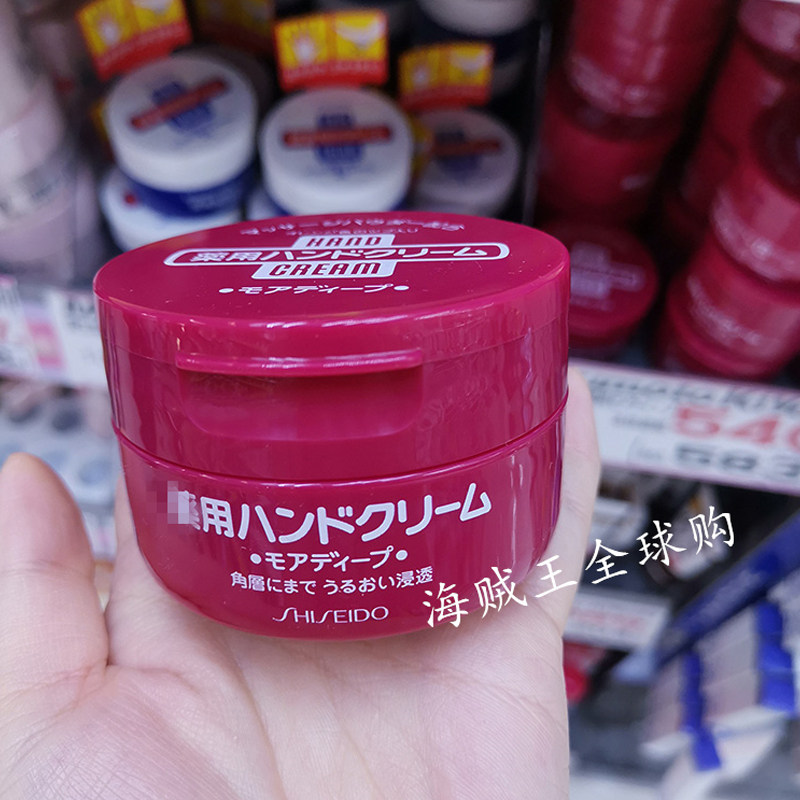 HAND
薬用ハンドクリーム
CREAM
•モアディープ•
薬用ハンドクリーム
•モアディープ•
角層にまで うるおい浸透
SHISEIDO
海贼王全球购
540
583